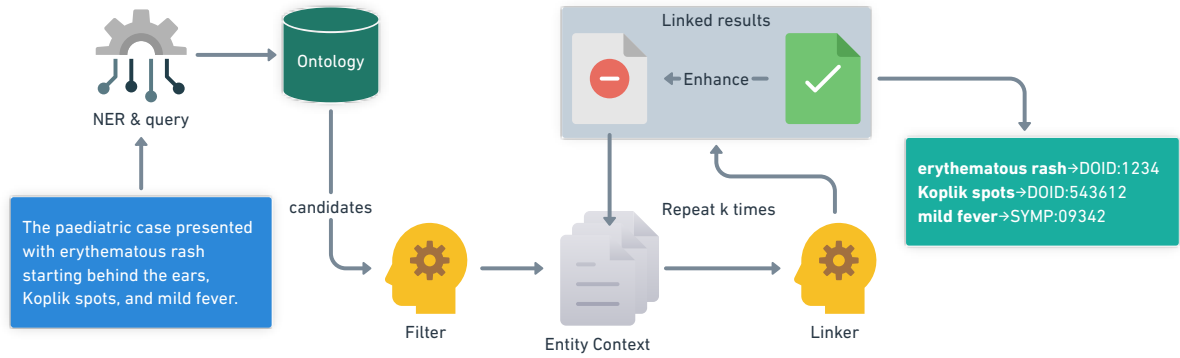 Linked results
Ontology
Enhance
NER & query
erythematous rash→DOID:1234
Koplik spots→DOID:543612
mild fever→SYMP:09342
candidates
Repeat k times
The paediatric case presented
with erythematous rash
starting behind the ears,
Koplik spots, and mild fever.
Filter
Linker
Entity Context